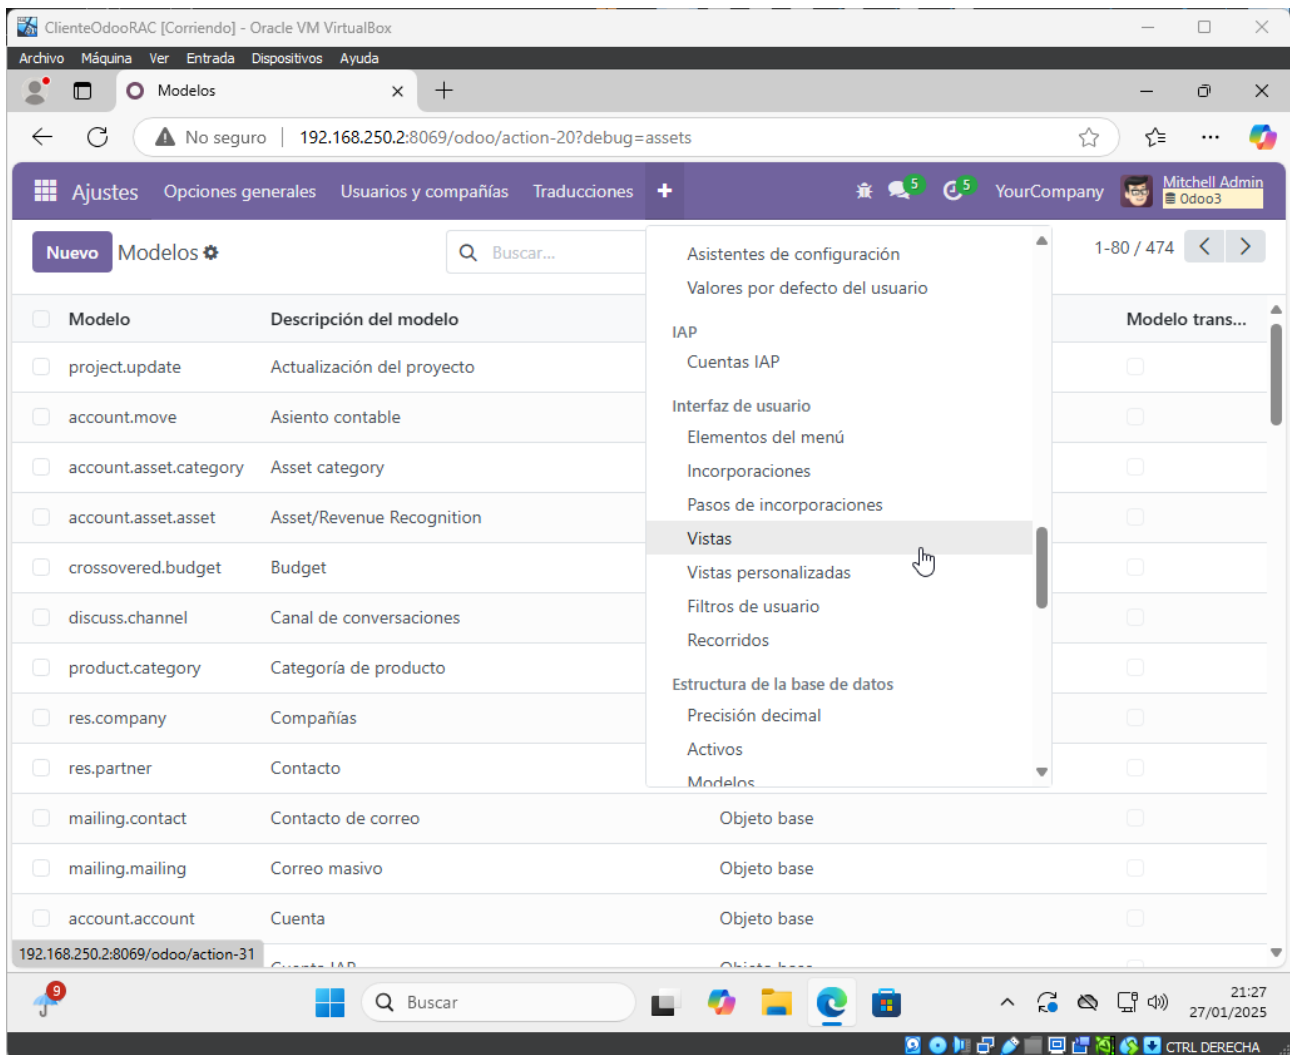 ClienteOdooRAC [Corriendo] - Oracle VM VirtualBox
Archivo Máquina Ver Entrada Dispositivos Ayuda
Modelos
No seguro | 192.168.250.2:8069/odoo/action-20?debug=assets
Ajustes Opciones generales Usuarios y compañías Traducciones 5 5 YourCompany Mitchell Admin
Odoo3
Nuevo Modelos Buscar... 1-80 / 474
Asistentes de configuración
Valores por defecto del usuario
IAP
Cuentas IAP
Interfaz de usuario
Elementos del menú
Incorporaciones
Pasos de incorporaciones
Vistas
Vistas personalizadas
Filtros de usuario
Recorridos
Estructura de la base de datos
Precisión decimal
Activos
Modelos
Modelo Descripción del modelo Modelo trans...
project.update Actualización del proyecto
account.move Asiento contable
account.asset.category Asset category
account.asset.asset Asset/Revenue Recognition
crossovered.budget Budget
discuss.channel Canal de conversaciones
product.category Categoría de producto
res.company Compañías
res.partner Contacto
mailing.contact Contacto de correo Objeto base
mailing.mailing Correo masivo Objeto base
account.account Cuenta Objeto base
Cuenta IAP Objeto base
192.168.250.2:8069/odoo/action-31
9 Buscar 21:27
27/01/2025
CTRL DERECHA